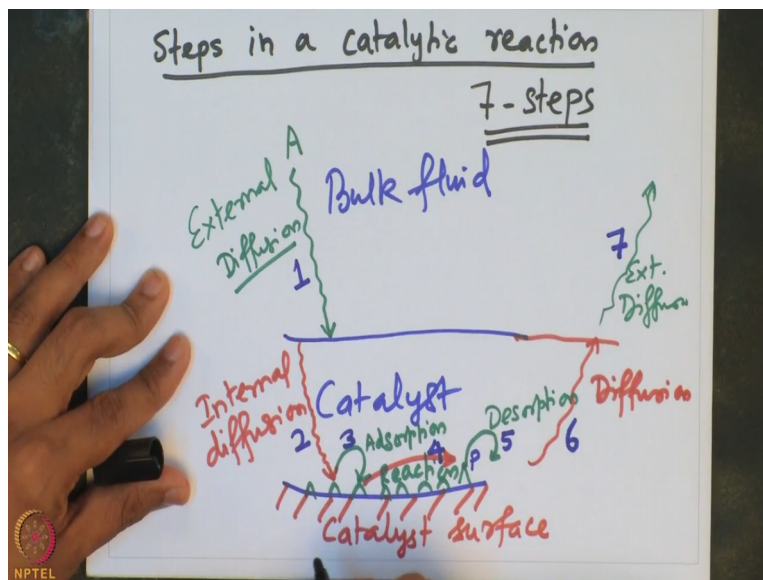 Steps in a catalytic reaction
7-steps
A
Bulk fluid
External
Diffusion
1
7
Ext.
Diffusion
Internal
diffusion
2
Catalyst
3
Adsorption
4
Reaction
P
Desorption
5
6
Diffusion
Catalyst surface
NPTEL